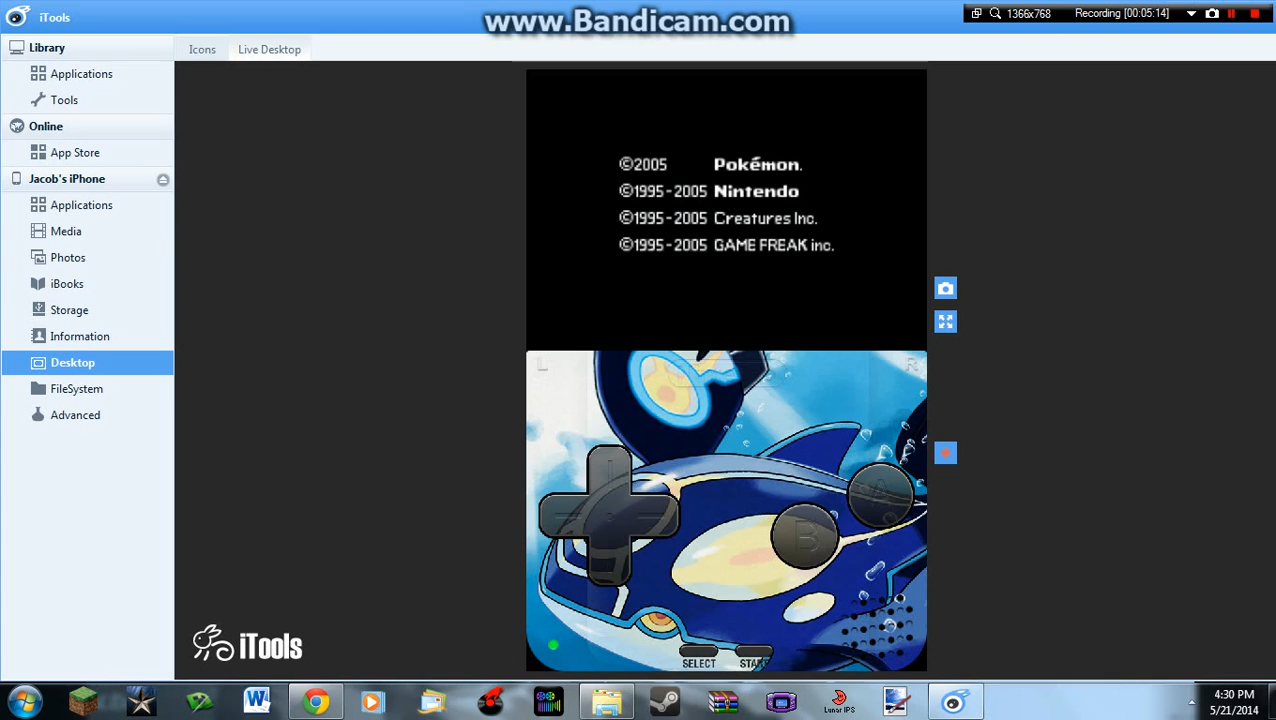 iTools
www.Bandicam.com
1366x768
Recording [00:05:14]
Library
Icons
Live Desktop
Applications
Tools
Online
App Store
Jacob's iPhone
Applications
Media
Photos
iBooks
Storage
Information
Desktop
FileSystem
Advanced
©2005 Pokémon.
©1995-2005 Nintendo
©1995-2005 Creatures Inc.
©1995-2005 GAME FREAK inc.
L
R
A
B
SELECT
START
iTools
Lunar IPS
4:30 PM
5/21/2014